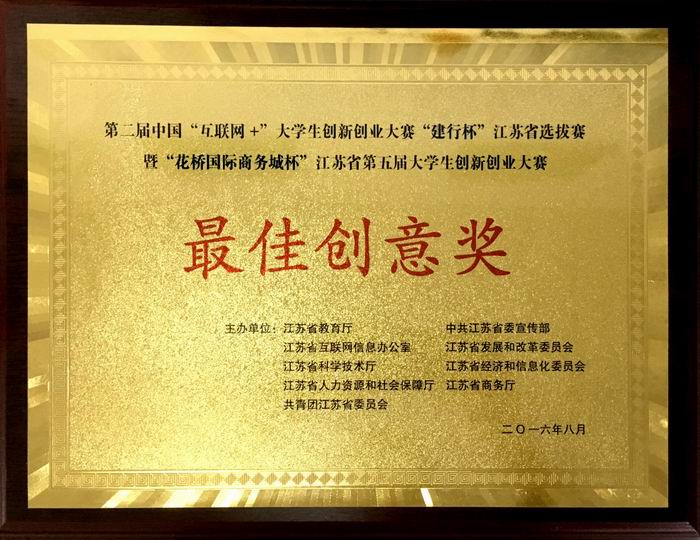 第二届中国“互联网+”大学生创新创业大赛“建行杯”江苏省选拔赛
暨“花桥国际商务城杯”江苏省第五届大学生创新创业大赛
最佳创意奖
主办单位：江苏省教育厅 中共江苏省委宣传部
江苏省互联网信息办公室 江苏省发展和改革委员会
江苏省科学技术厅 江苏省经济和信息化委员会
江苏省人力资源和社会保障厅 江苏省商务厅
共青团江苏省委员会
二〇一六年八月